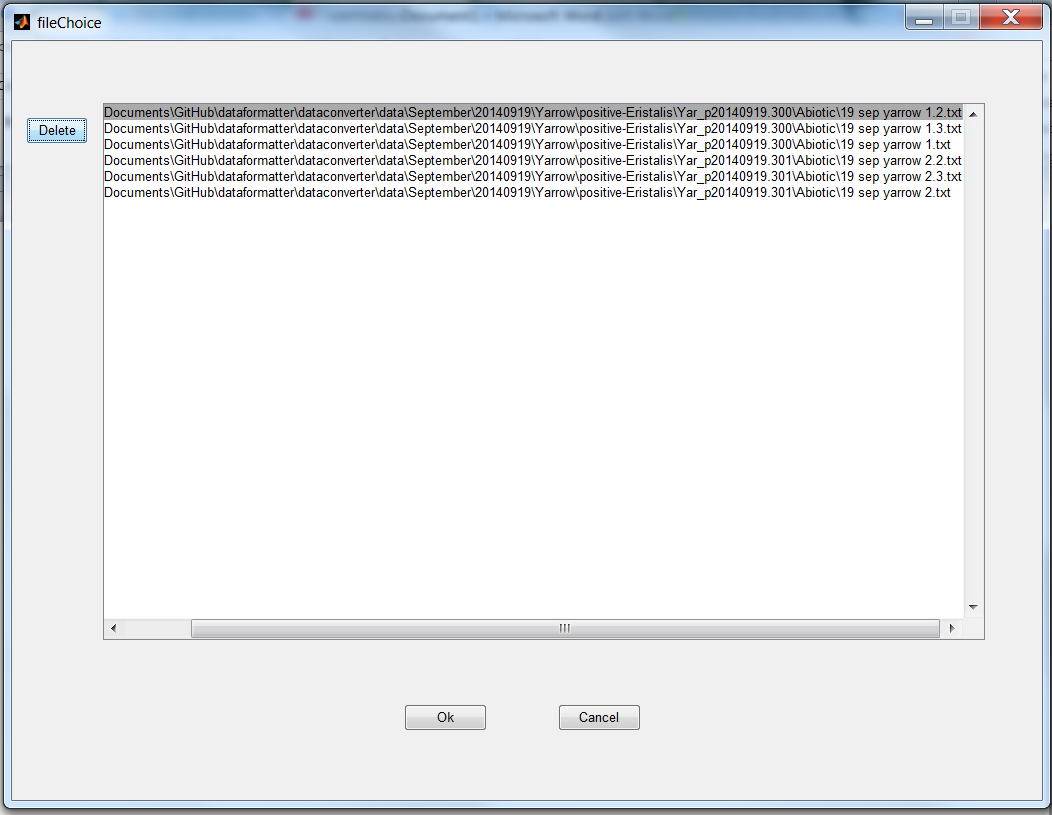 fileChoice
Delete
Documents\GitHub\dataformatter\dataconverter\data\September\20140919\Yarrow\positive-Eristalis\Yar_p20140919.300\Abiotic\19 sep yarrow 1.2.txt
Documents\GitHub\dataformatter\dataconverter\data\September\20140919\Yarrow\positive-Eristalis\Yar_p20140919.300\Abiotic\19 sep yarrow 1.3.txt
Documents\GitHub\dataformatter\dataconverter\data\September\20140919\Yarrow\positive-Eristalis\Yar_p20140919.300\Abiotic\19 sep yarrow 1.txt
Documents\GitHub\dataformatter\dataconverter\data\September\20140919\Yarrow\positive-Eristalis\Yar_p20140919.301\Abiotic\19 sep yarrow 2.2.txt
Documents\GitHub\dataformatter\dataconverter\data\September\20140919\Yarrow\positive-Eristalis\Yar_p20140919.301\Abiotic\19 sep yarrow 2.3.txt
Documents\GitHub\dataformatter\dataconverter\data\September\20140919\Yarrow\positive-Eristalis\Yar_p20140919.301\Abiotic\19 sep yarrow 2.txt
Ok
Cancel